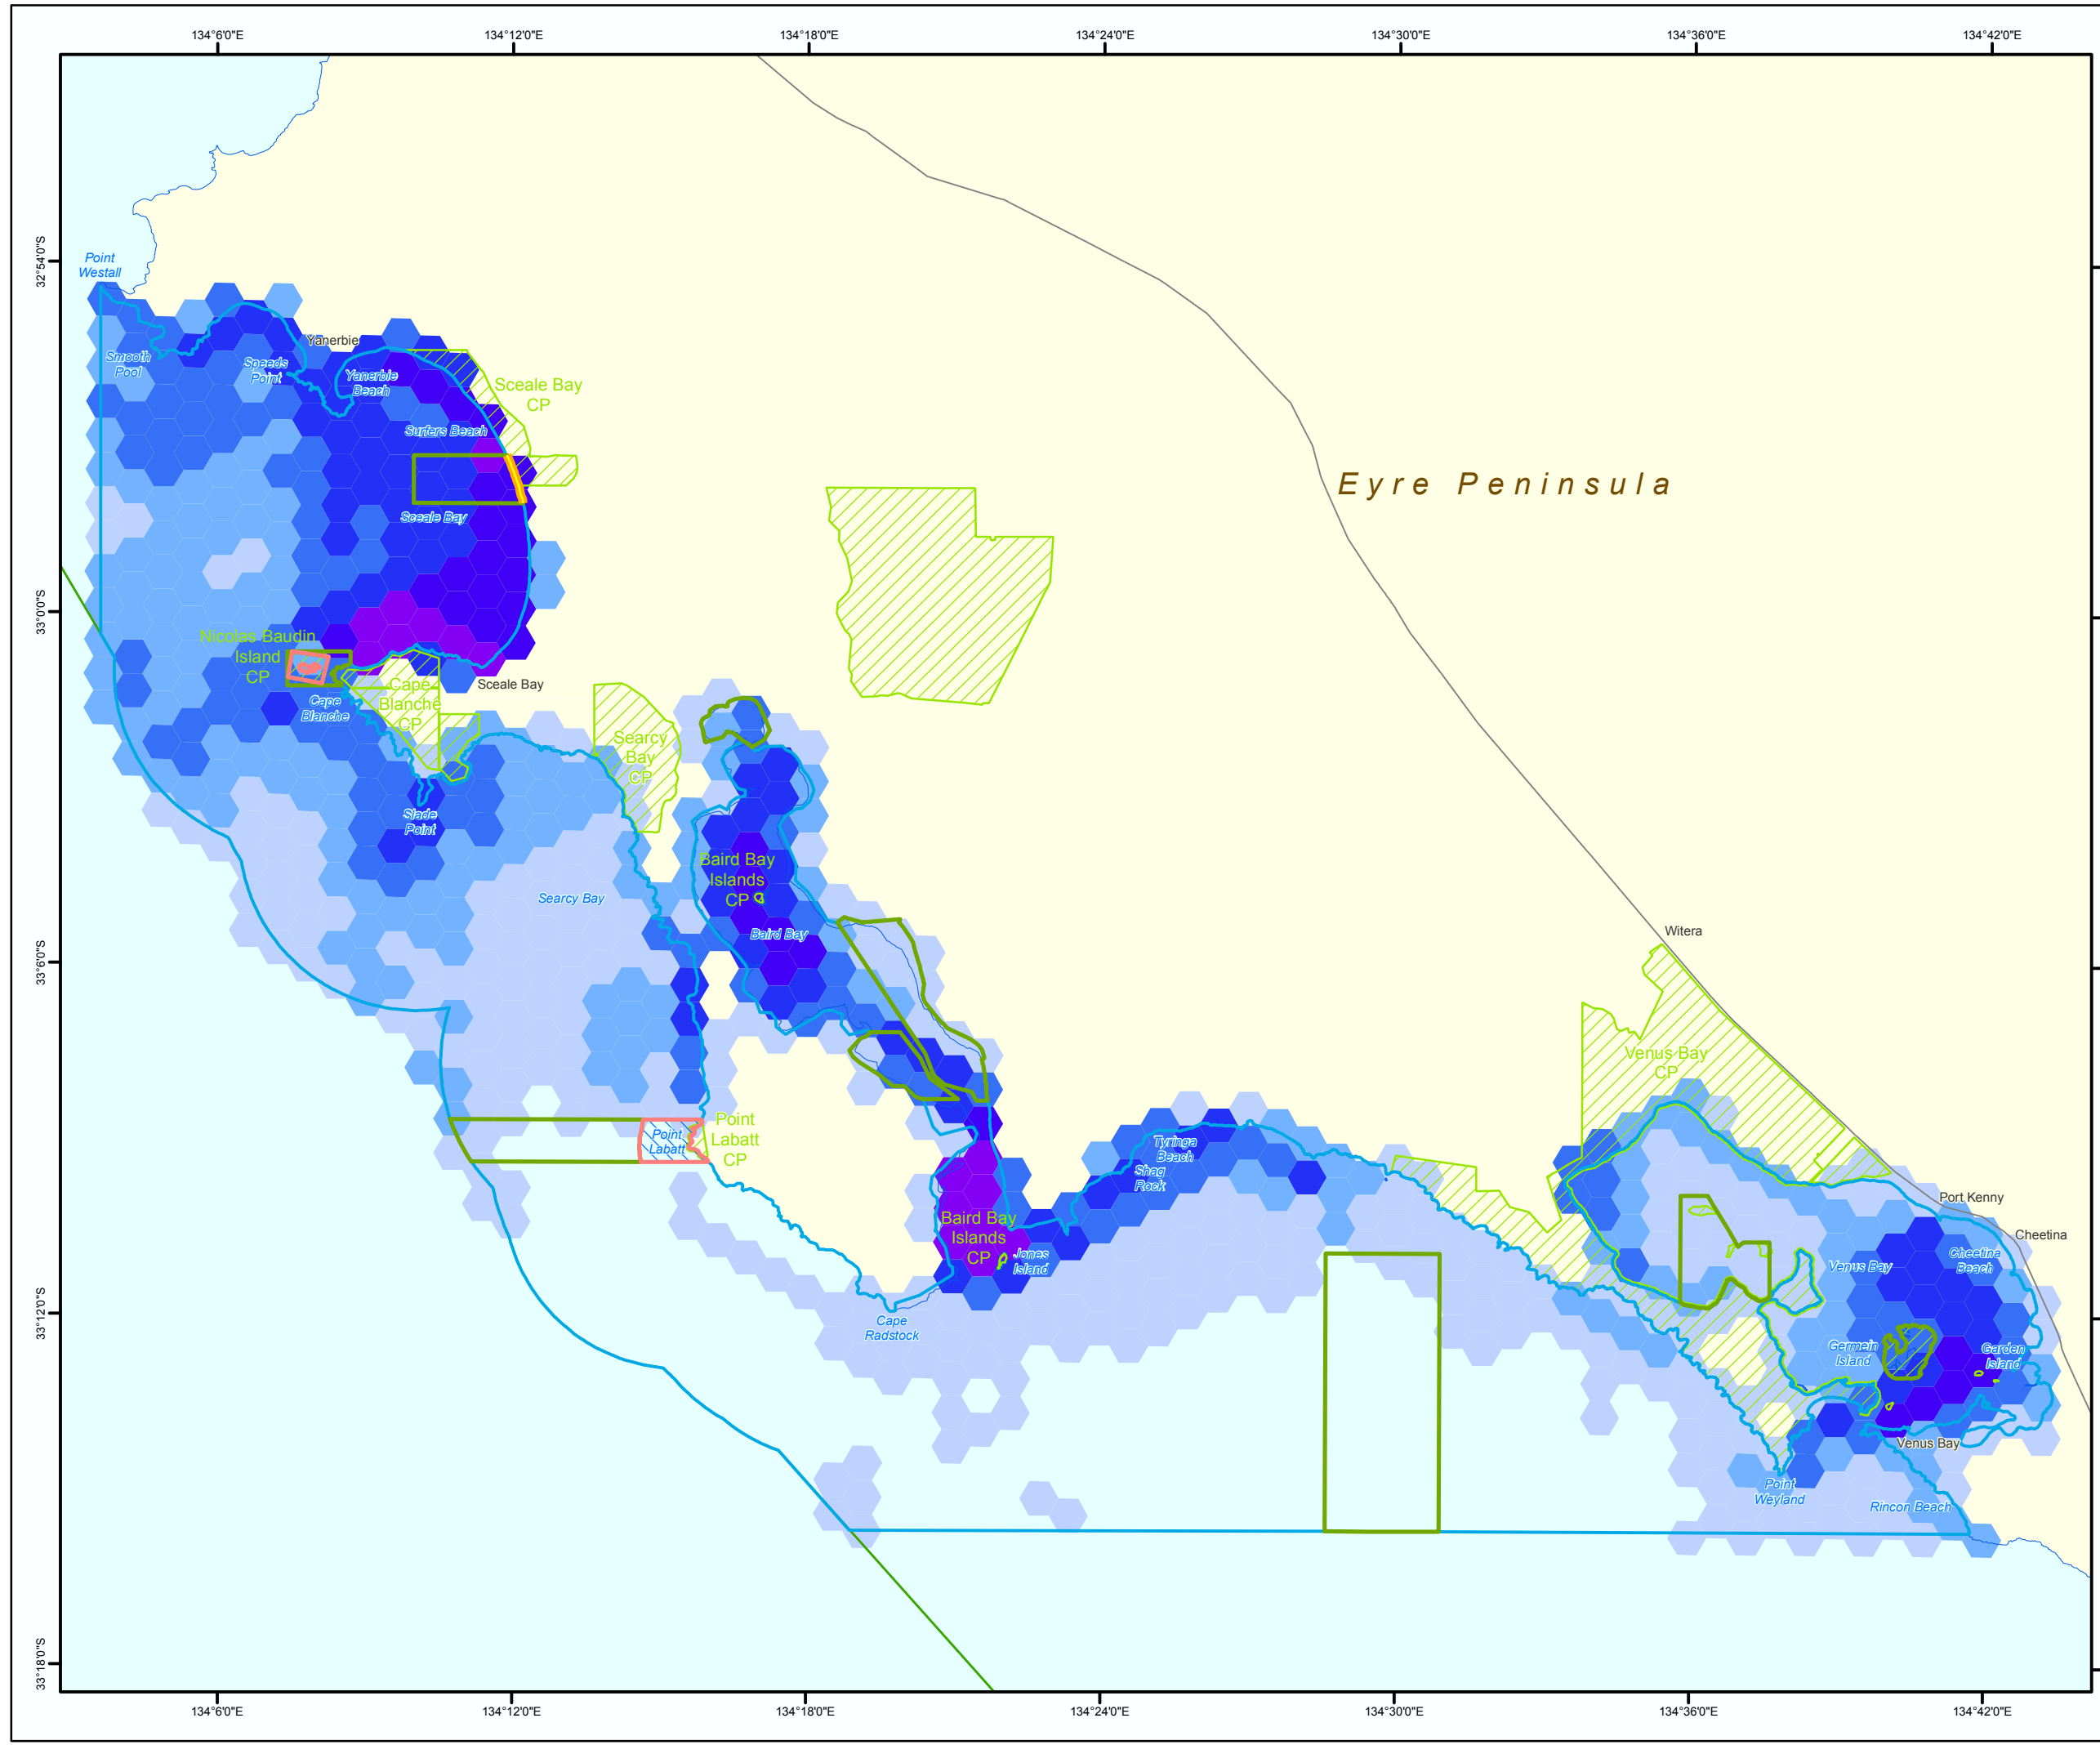 134°6'0"E
134°12'0"E
134°18'0"E
134°24'0"E
134°30'0"E
134°36'0"E
134°42'0"E
32°54'0"S
Point
Westall
Yanerbie
Smooth
Pool
Speeds
Point
Yanerbie
Beach
Sceale Bay
CP
Surfers Beach
Eyre Peninsula
Sceale Bay
33°0'0"S
Nicolas Baudin
Island
CP
Sceale Bay
Cape
Blanche
CP
Cape
Blanche
Searcy
Bay
CP
Slade
Point
Baird Bay
Islands
CP
Searcy Bay
Baird Bay
Witera
33°6'0"S
Venus Bay
CP
Point
Labatt
Point
Labatt
CP
Tyringa
Beach
Shag
Rock
Port Kenny
Baird Bay
Islands
CP
Jones
Island
Cheetina
Venus Bay
Cheetina
Beach
33°12'0"S
Cape
Radstock
Germein
Island
Garden
Island
Venus Bay
Point
Weyland
Rincon Beach
33°18'0"S
134°6'0"E
134°12'0"E
134°18'0"E
134°24'0"E
134°30'0"E
134°36'0"E
134°42'0"E